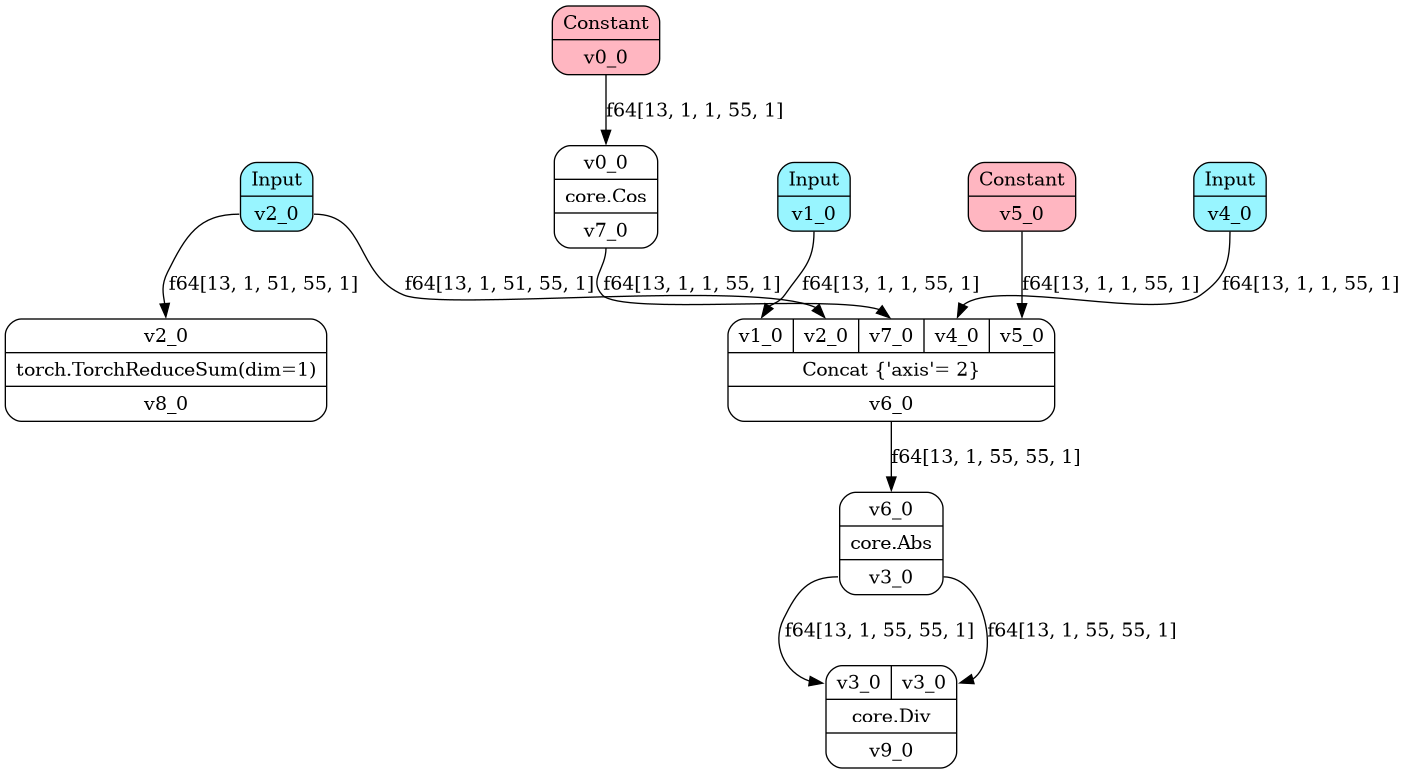 Constant
v0_0
f64[13, 1, 1, 55, 1]
Input
v2_0
v0_0
core.Cos
v7_0
Input
v1_0
Constant
v5_0
Input
v4_0
f64[13, 1, 51, 55, 1]
f64[13, 1, 51, 55, 1]
f64[13, 1, 1, 55, 1]
f64[13, 1, 1, 55, 1]
f64[13, 1, 1, 55, 1]
f64[13, 1, 1, 55, 1]
v2_0
torch.TorchReduceSum(dim=1)
v8_0
v1_0 v2_0 v7_0 v4_0 v5_0
Concat {'axis'= 2}
v6_0
f64[13, 1, 55, 55, 1]
v6_0
core.Abs
v3_0
f64[13, 1, 55, 55, 1]
f64[13, 1, 55, 55, 1]
v3_0 v3_0
core.Div
v9_0